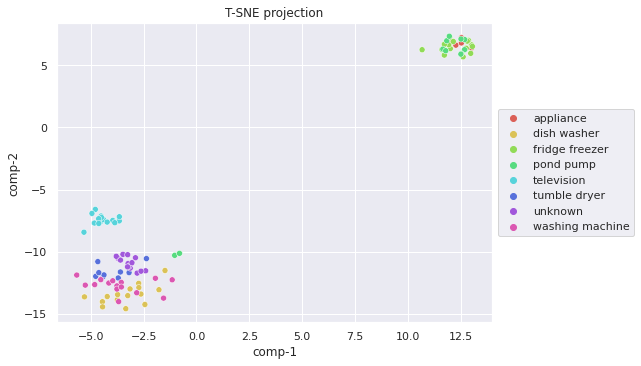 T-SNE projection
comp-2
5
0
−5
−10
−15
−5.0
−2.5
0.0
2.5
5.0
7.5
10.0
12.5
comp-1
appliance
dish washer
fridge freezer
pond pump
television
tumble dryer
unknown
washing machine